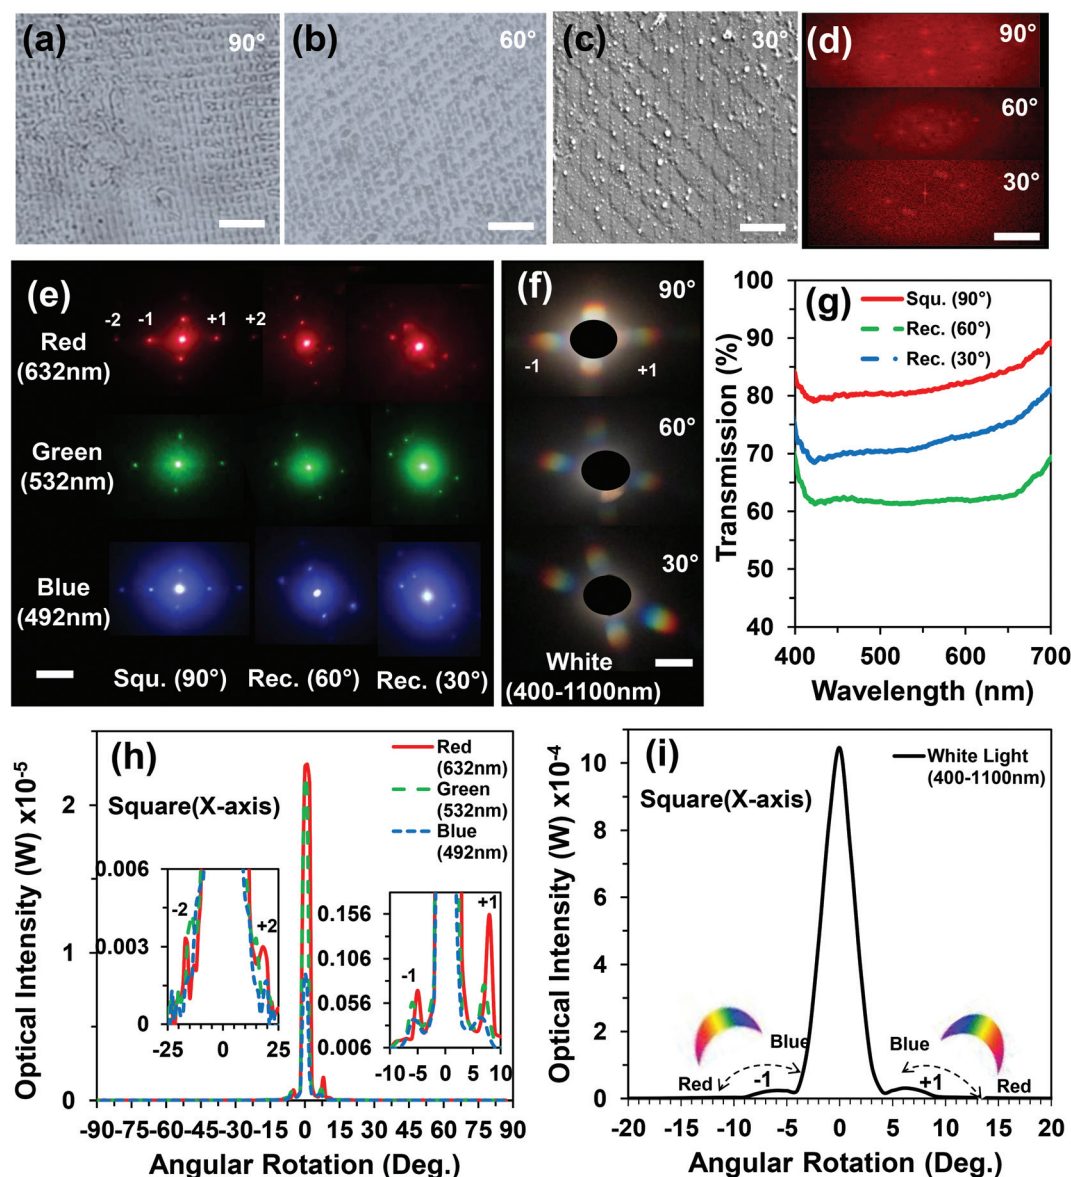 (a) 90°
(b) 60°
(c) 30°
(d) 90°
60°
30°
(e)
Red
(632nm)
-2 -1 +1 +2
Green
(532nm)
Blue
(492nm)
Squ. (90°) Rec. (60°) Rec. (30°)
(f) 90°
-1 +1
60°
30°
White
(400-1100nm)
(g)
Squ. (90°)
Rec. (60°)
Rec. (30°)
Transmission (%)
100
90
80
70
60
50
40
400 500 600 700
Wavelength (nm)
(h)
Red
(632nm)
Green
(532nm)
Blue
(492nm)
Square(X-axis)
Optical Intensity (W) x10-5
2
1
0
0.006
0.003
0
-2 +2
-25 0 25
0.156
0.106
0.056
0.006
-1 +1
-10 -5 0 5 10
-90-75-60-45-30-15 0 15 30 45 60 75 90
Angular Rotation (Deg.)
(i)
White Light
(400-1100nm)
Square(X-axis)
Optical Intensity (W) x10-4
10
8
6
4
2
0
Blue Blue
Red -1 +1 Red
-20 -15 -10 -5 0 5 10 15 20
Angular Rotation (Deg.)